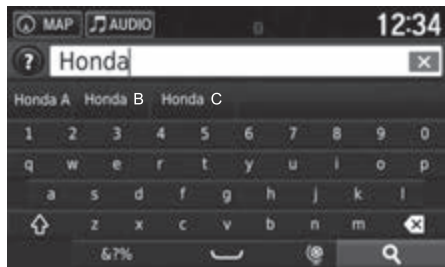 MAP AUDIO 12:34
? Honda
Honda A Honda B Honda C
1 2 3 4 5 6 7 8 9 0
q w e r t y u i o p
a s d f g h j k l
z x c v b n m
&?%